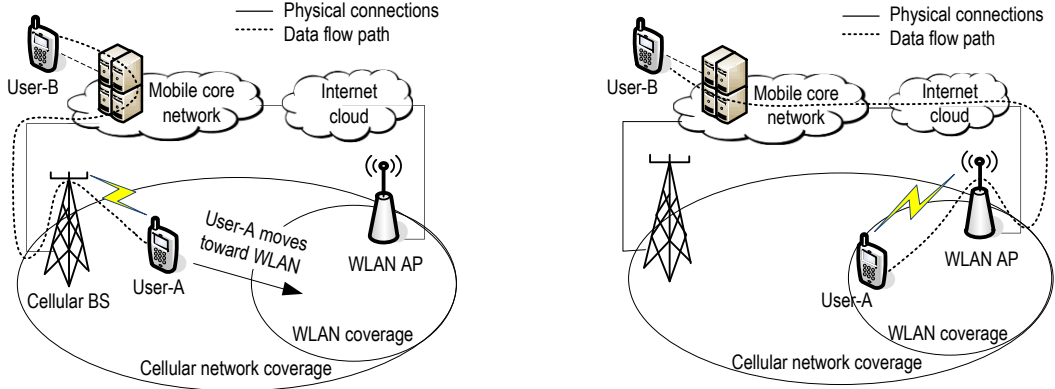 Physical connections
Data flow path
User-B
Mobile core
network
Internet
cloud
User-A moves
toward WLAN
WLAN AP
Cellular BS
User-A
WLAN coverage
Cellular network coverage
Physical connections
Data flow path
User-B
Mobile core
network
Internet
cloud
WLAN AP
User-A
WLAN coverage
Cellular network coverage